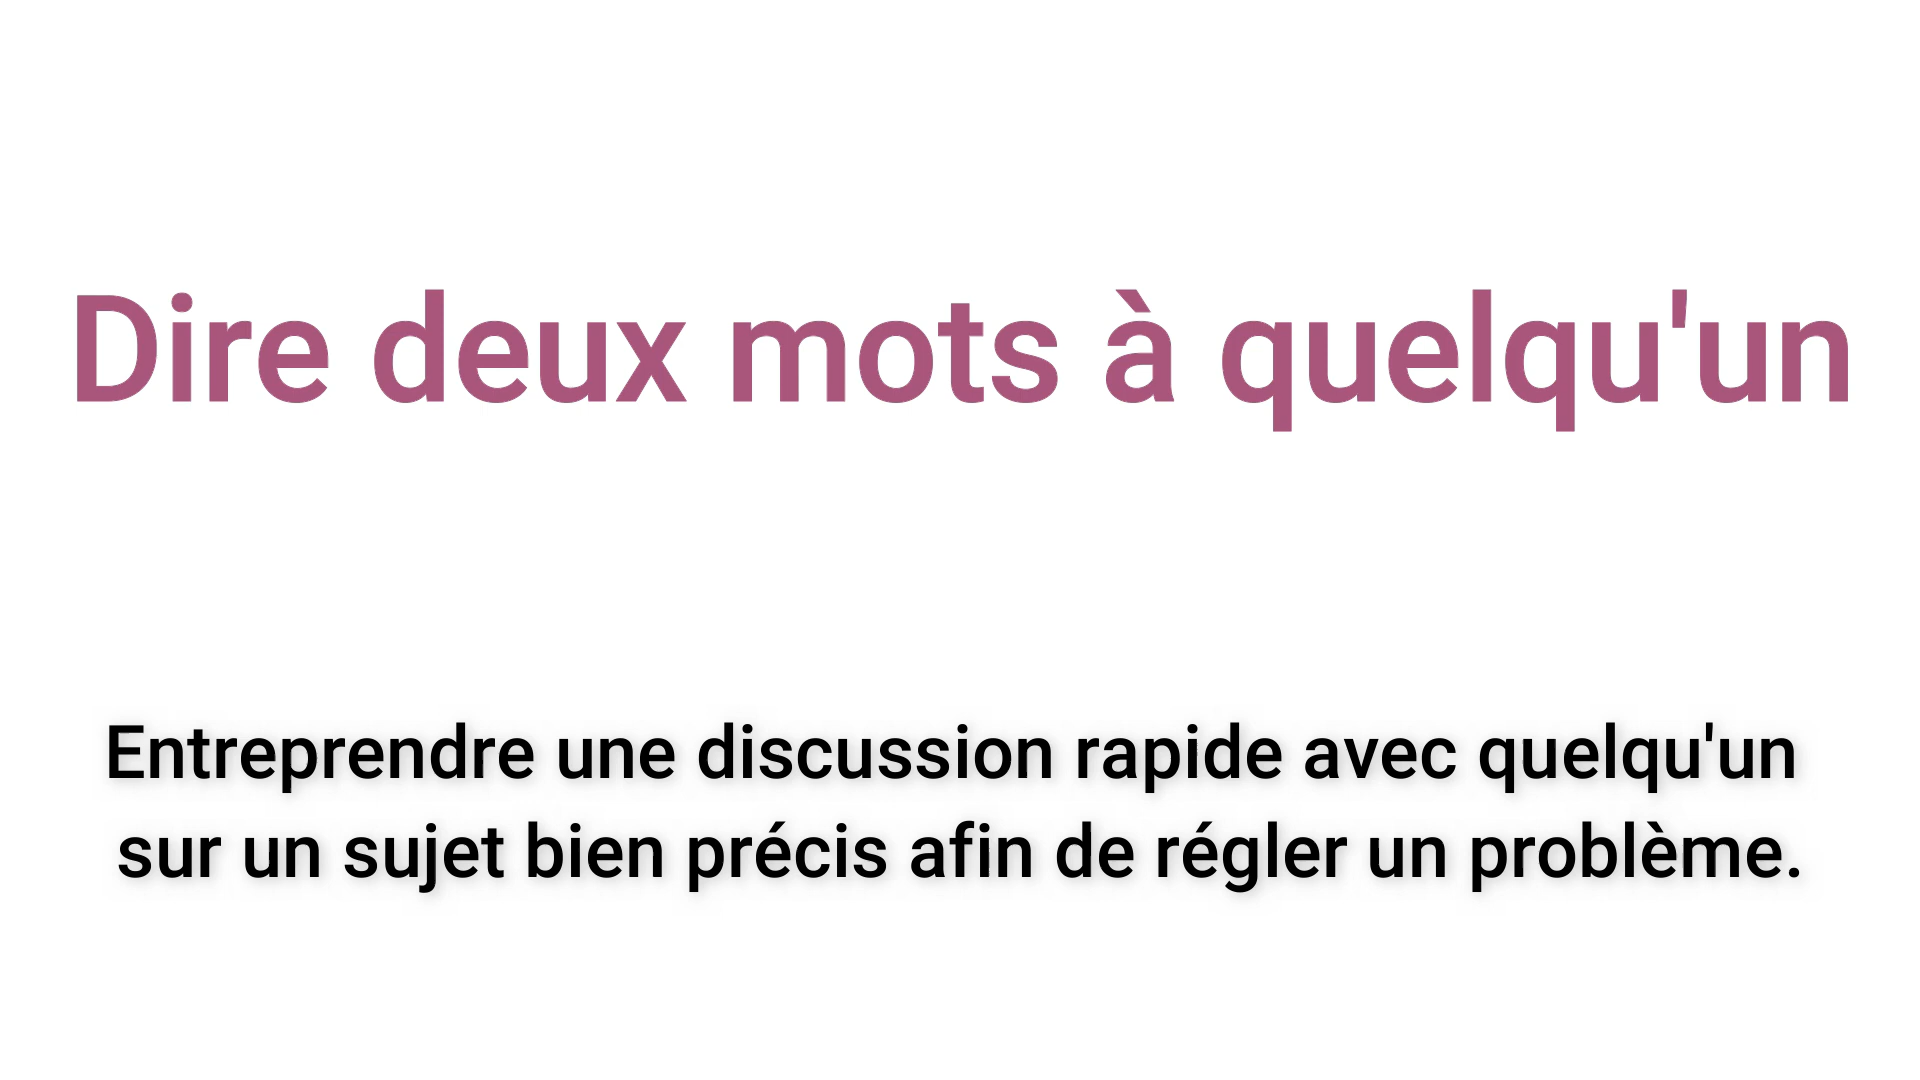 Dire deux mots à quelqu'un
Entreprendre une discussion rapide avec quelqu'un
sur un sujet bien précis afin de régler un problème.